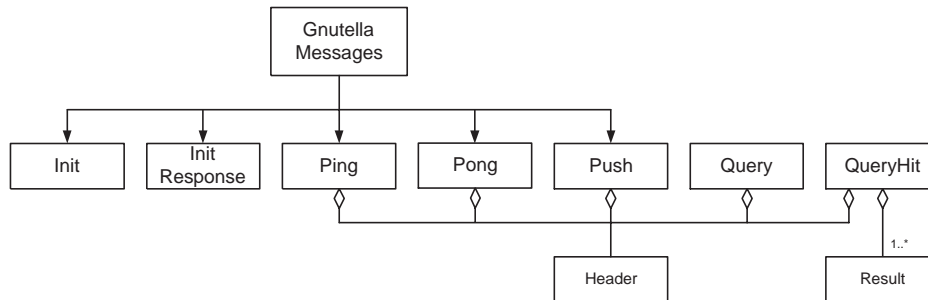 Gnutella
Messages
Init
Init
Response
Ping
Pong
Push
Query
QueryHit
1..*
Header
Result